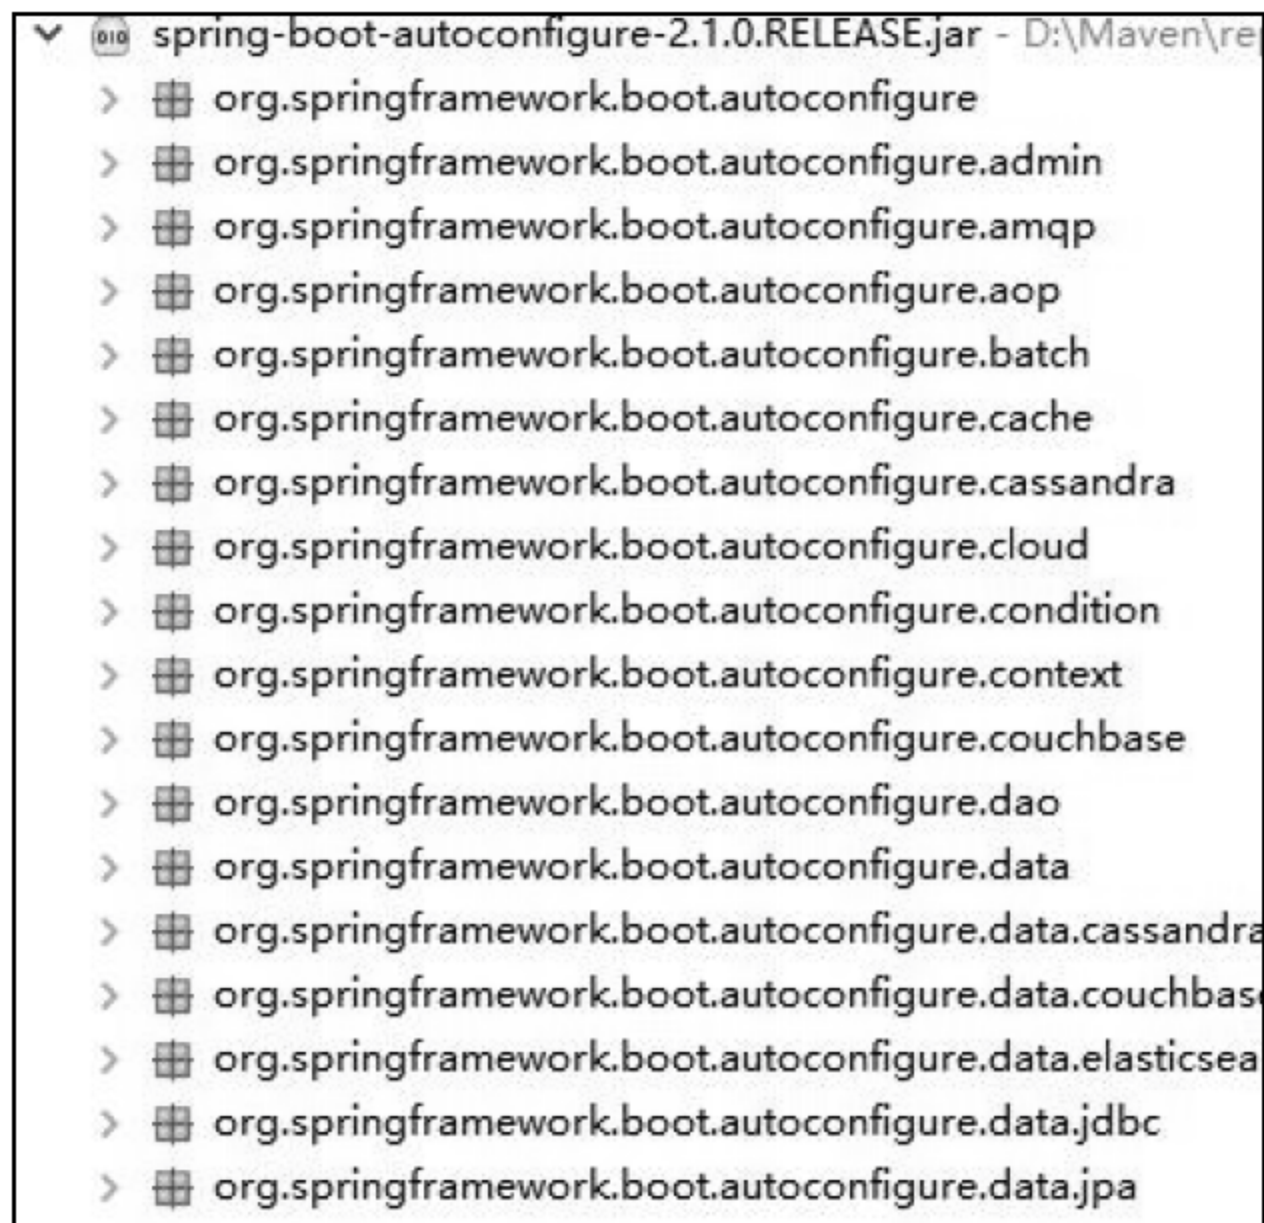 010 spring-boot-autoconfigure-2.1.0.RELEASE.jar - D:\Maven\rep
org.springframework.boot.autoconfigure
org.springframework.boot.autoconfigure.admin
org.springframework.boot.autoconfigure.amqp
org.springframework.boot.autoconfigure.aop
org.springframework.boot.autoconfigure.batch
org.springframework.boot.autoconfigure.cache
org.springframework.boot.autoconfigure.cassandra
org.springframework.boot.autoconfigure.cloud
org.springframework.boot.autoconfigure.condition
org.springframework.boot.autoconfigure.context
org.springframework.boot.autoconfigure.couchbase
org.springframework.boot.autoconfigure.dao
org.springframework.boot.autoconfigure.data
org.springframework.boot.autoconfigure.data.cassandra
org.springframework.boot.autoconfigure.data.couchbase
org.springframework.boot.autoconfigure.data.elasticsea
org.springframework.boot.autoconfigure.data.jdbc
org.springframework.boot.autoconfigure.data.jpa